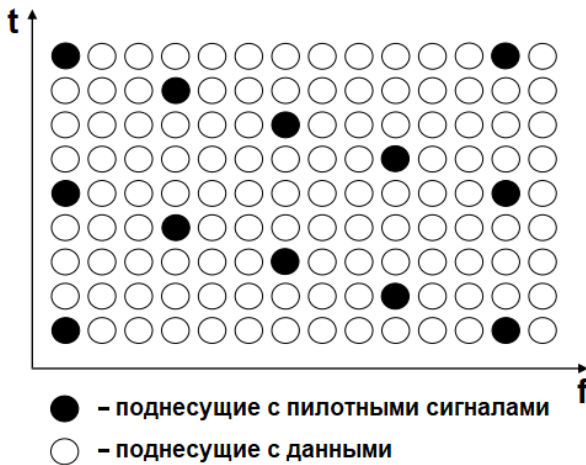 t
f
– поднесущие с пилотными сигналами
– поднесущие с данными